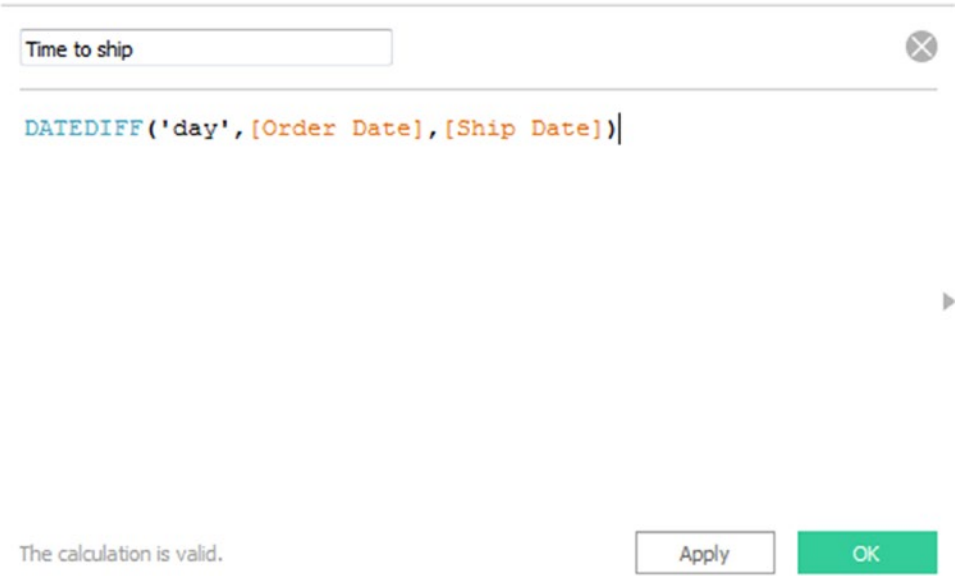 Time to ship
DATEDIFF('day',[Order Date],[Ship Date])
The calculation is valid.
Apply
OK